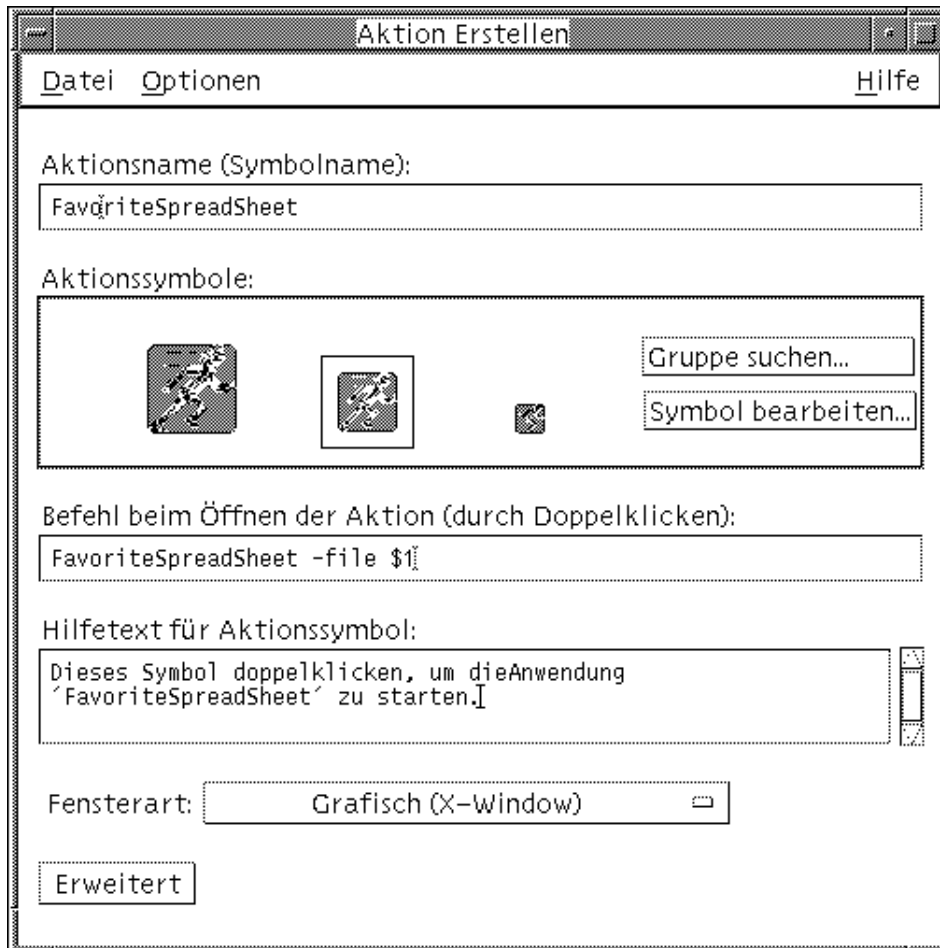 Aktion Erstellen
Datei Optionen Hilfe
Aktionsname (Symbolname):
FavoriteSpreadSheet
Aktionssymbole:
Gruppe suchen...
Symbol bearbeiten...
Befehl beim Öffnen der Aktion (durch Doppelklicken):
FavoriteSpreadSheet -file $1
Hilfetext für Aktionssymbol:
Dieses Symbol doppelklicken, um dieAnwendung
´FavoriteSpreadSheet´ zu starten.
Fensterart: Grafisch (X-Window)
Erweitert